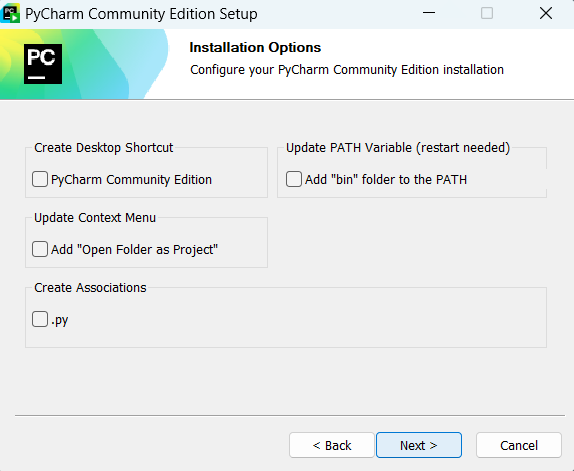 PyCharm Community Edition Setup
PC
Installation Options
Configure your PyCharm Community Edition installation
Create Desktop Shortcut
PyCharm Community Edition
Update PATH Variable (restart needed)
Add "bin" folder to the PATH
Update Context Menu
Add "Open Folder as Project"
Create Associations
.py
< Back
Next >
Cancel